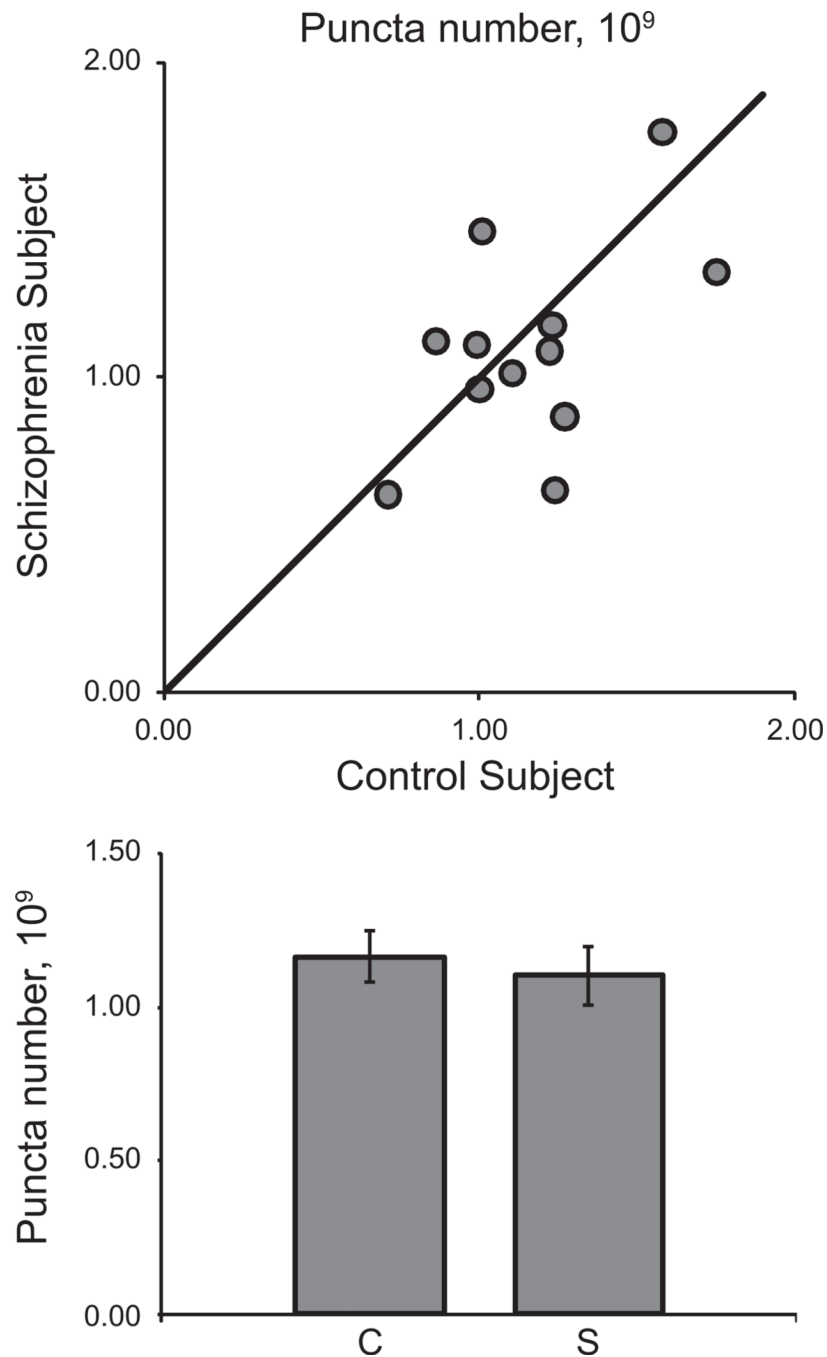 Puncta number, 10⁹
2.00
1.00
0.00
Schizophrenia Subject
0.00 1.00 2.00
Control Subject
1.50
1.00
0.50
0.00
Puncta number, 10⁹
C S